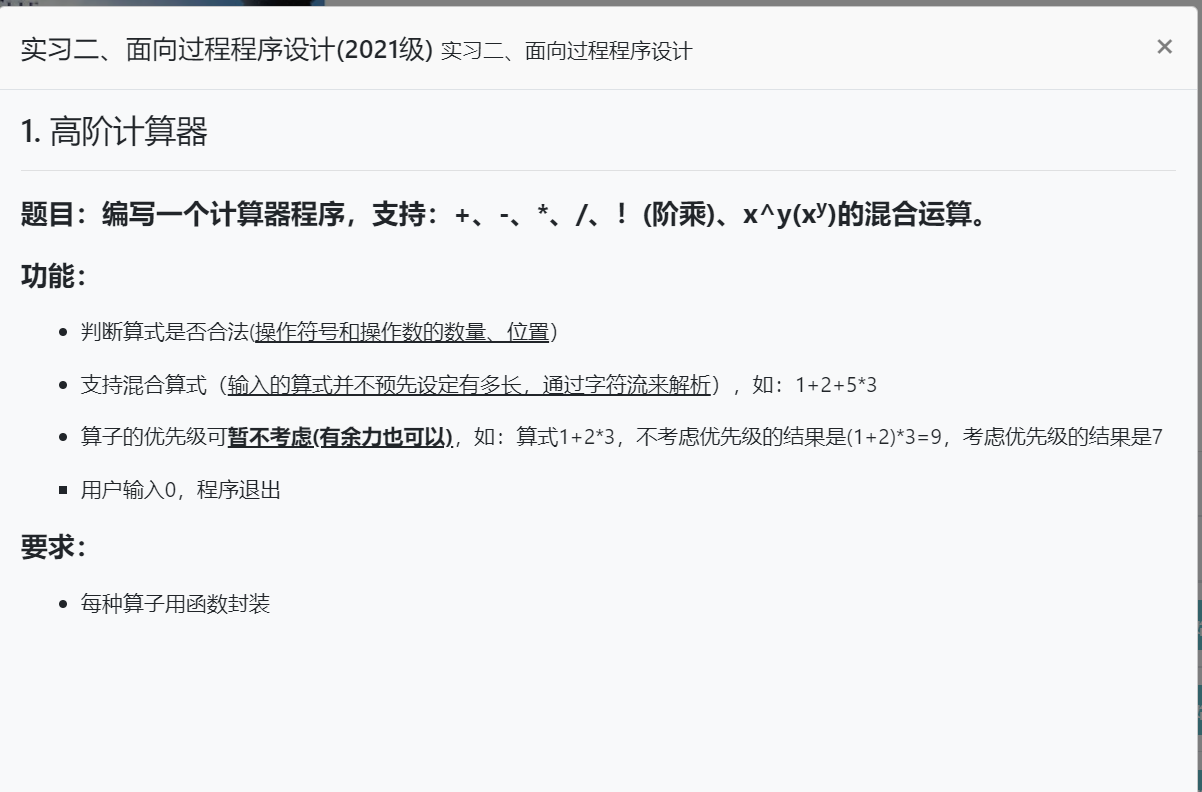 实习二、面向过程程序设计(2021级) 实习二、面向过程程序设计 ×
1. 高阶计算器
题目：编写一个计算器程序，支持：+、-、*、/、！(阶乘)、x^y(xʸ)的混合运算。
功能：
• 判断算式是否合法(操作符号和操作数的数量、位置）
• 支持混合算式（输入的算式并不预先设定有多长，通过字符流来解析），如：1+2+5*3
• 算子的优先级可暂不考虑(有余力也可以)，如：算式1+2*3，不考虑优先级的结果是(1+2)*3=9，考虑优先级的结果是7
▪ 用户输入0，程序退出
要求：
• 每种算子用函数封装